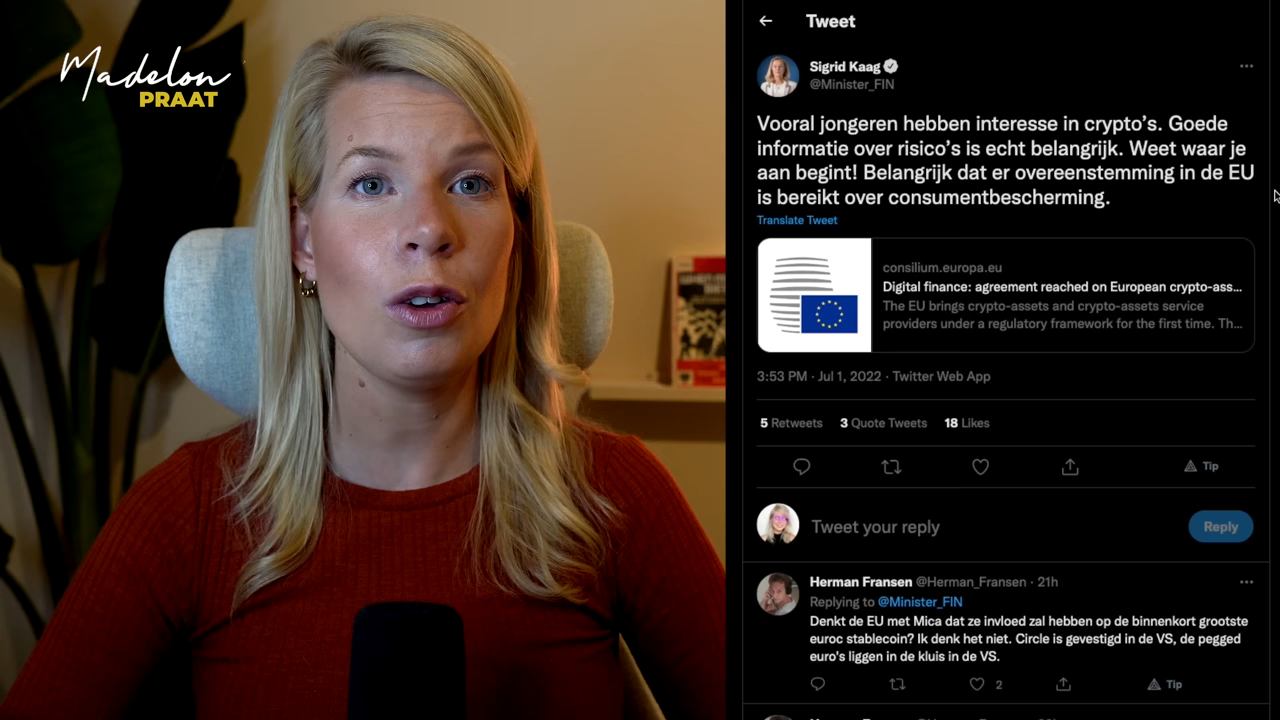 Madelon
PRAAT
Tweet
Sigrid Kaag
@Minister_FIN
Vooral jongeren hebben interesse in crypto's. Goede
informatie over risico's is echt belangrijk. Weet waar je
aan begint! Belangrijk dat er overeenstemming in de EU
is bereikt over consumentbescherming.
Translate Tweet
consilium.europa.eu
Digital finance: agreement reached on European crypto-ass...
The EU brings crypto-assets and crypto-assets service
providers under a regulatory framework for the first time. Th...
3:53 PM · Jul 1, 2022 · Twitter Web App
5 Retweets 3 Quote Tweets 18 Likes
Tip
Tweet your reply
Reply
Herman Fransen @Herman_Fransen · 21h
Replying to @Minister_FIN
Denkt de EU met Mica dat ze invloed zal hebben op de binnenkort grootste
euroc stablecoin? Ik denk het niet. Circle is gevestigd in de VS, de pegged
euro's liggen in de kluis in de VS.
2 Tip